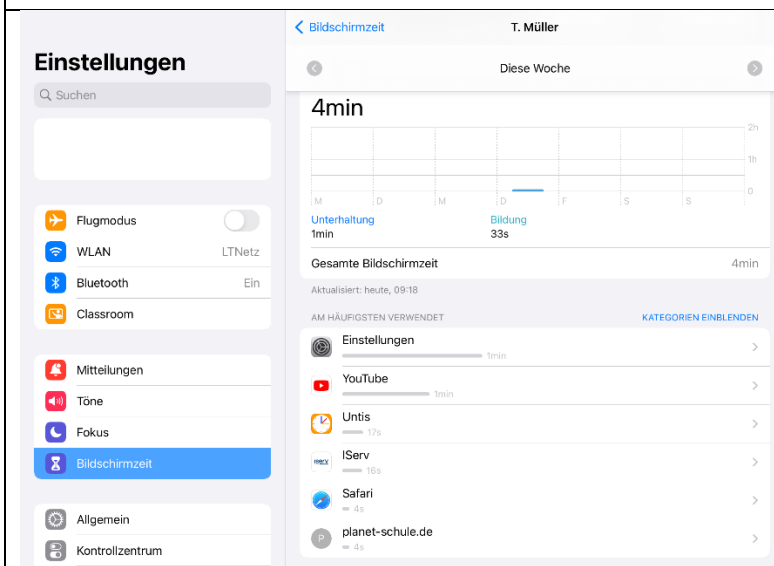 Einstellungen
Suchen
Flugmodus
WLAN LTNetz
Bluetooth Ein
Classroom
Mitteilungen
Töne
Fokus
Bildschirmzeit
Allgemein
Kontrollzentrum
Bildschirmzeit T. Müller
Diese Woche
4min
2h
1h
0
M D M D F S S
Unterhaltung Bildung
1min 33s
Gesamte Bildschirmzeit 4min
Aktualisiert: heute, 09:18
AM HÄUFIGSTEN VERWENDET KATEGORIEN EINBLENDEN
Einstellungen
1min
YouTube
1min
Untis
17s
IServ
16s
Safari
4s
P planet-schule.de
4s